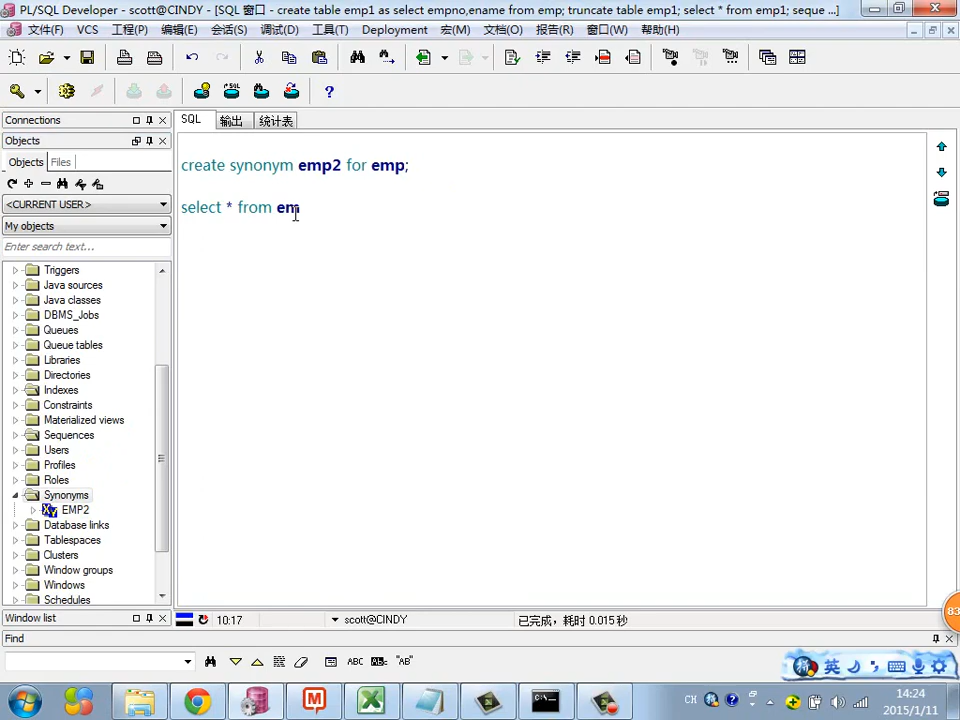 PL/SQL Developer - scott@CINDY - [SQL 窗口 - create table emp1 as select empno,ename from emp; truncate table emp1; select * from emp1; seque ...]
文件(F) VCS 工程(P) 编辑(E) 会话(S) 调试(D) 工具(T) Deployment 宏(M) 文档(O) 报告(R) 窗口(W) 帮助(H)
Connections
Objects
Objects Files
<CURRENT USER>
My objects
Enter search text...
Triggers
Java sources
Java classes
DBMS_Jobs
Queues
Queue tables
Libraries
Directories
Indexes
Constraints
Materialized views
Sequences
Users
Profiles
Roles
Synonyms
EMP2
Database links
Tablespaces
Clusters
Window groups
Windows
Schedules
SQL 输出 统计表
create synonym emp2 for emp;
select * from em
Window list
10:17 scott@CINDY 已完成，耗时 0.015 秒
Find
ABC ABc "AB"
英
83
CH
14:24
2015/1/11